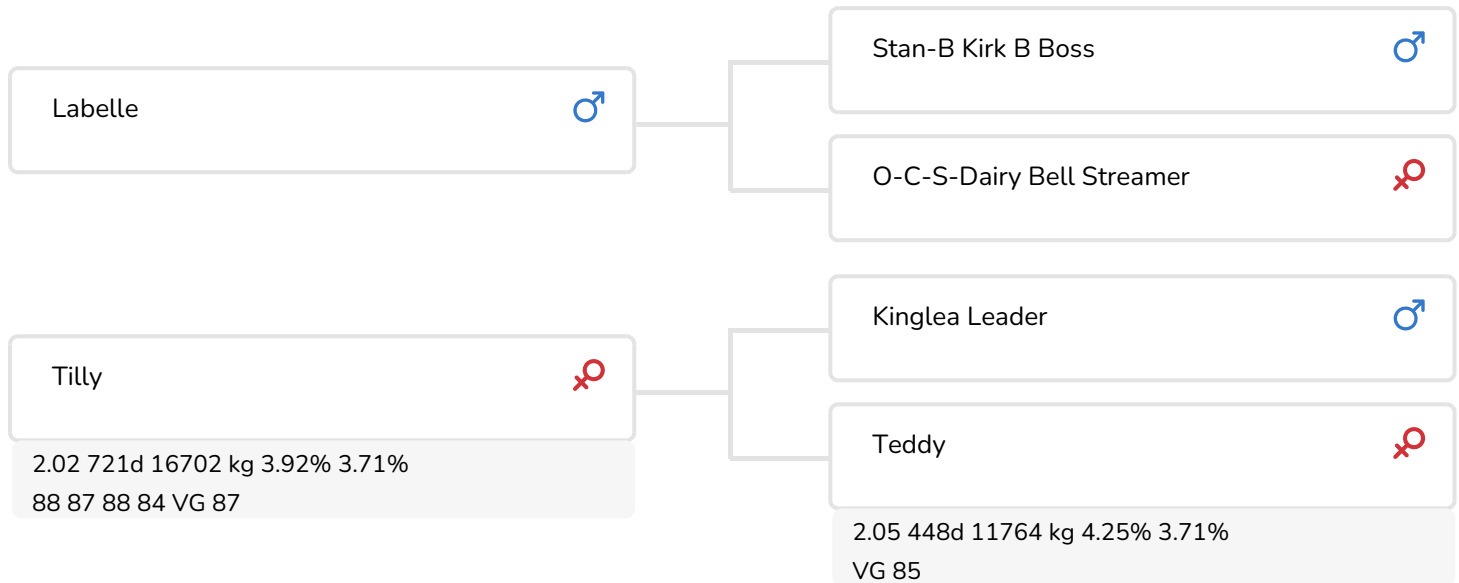 Stan-B Kirk B Boss
Labelle
O-C-S-Dairy Bell Streamer
Kinglea Leader
Tilly
2.02 721d 16702 kg 3.92% 3.71%
88 87 88 84 VG 87
Teddy
2.05 448d 11764 kg 4.25% 3.71%
VG 85